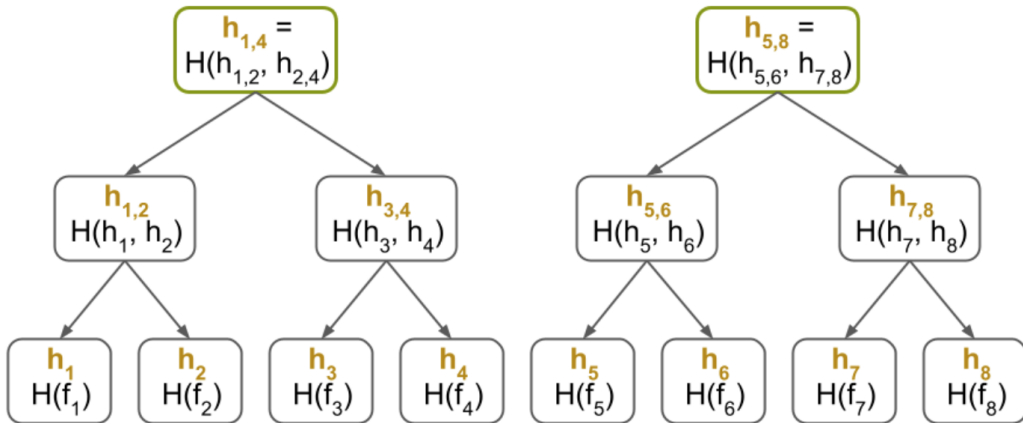 h₁,₄ =
H(h₁,₂, h₂,₄)
h₅,₈ =
H(h₅,₆, h₇,₈)
h₁,₂
H(h₁, h₂)
h₃,₄
H(h₃, h₄)
h₅,₆
H(h₅, h₆)
h₇,₈
H(h₇, h₈)
h₁
H(f₁)
h₂
H(f₂)
h₃
H(f₃)
h₄
H(f₄)
h₅
H(f₅)
h₆
H(f₆)
h₇
H(f₇)
h₈
H(f₈)